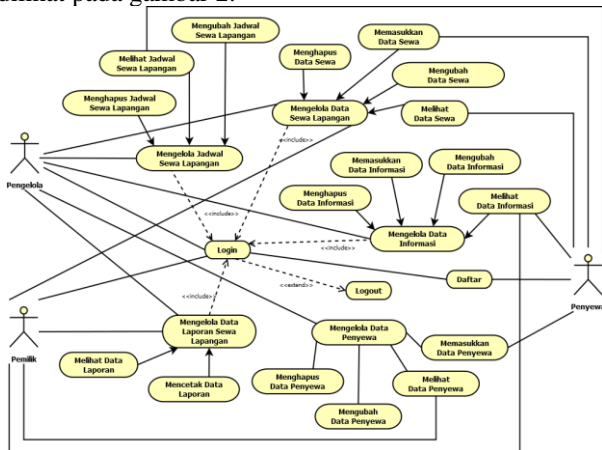 dilihat pada gambar 2.
Mengubah Jadwal
Sewa Lapangan
Melihat Jadwal
Sewa Lapangan
Menghapus Jadwal
Sewa Lapangan
Menghapus
Data Sewa
Memasukkan
Data Sewa
Mengubah
Data Sewa
Melihat
Data Sewa
Mengelola Data
Sewa Lapangan
Mengelola Jadwal
Sewa Lapangan
<<include>>
Pengelola
Memasukkan
Data Informasi
Mengubah
Data Informasi
Menghapus
Data Informasi
Melihat
Data Informasi
Mengelola Data
Informasi
<<include>>
<<include>>
Login
Daftar
<<extend>>
Logout
Penyewa
<<include>>
Pemilik
Mengelola Data
Laporan Sewa
Lapangan
Mengelola Data
Penyewa
Memasukkan
Data Penyewa
Melihat Data
Laporan
Mencetak Data
Laporan
Menghapus
Data Penyewa
Melihat
Data Penyewa
Mengubah
Data Penyewa